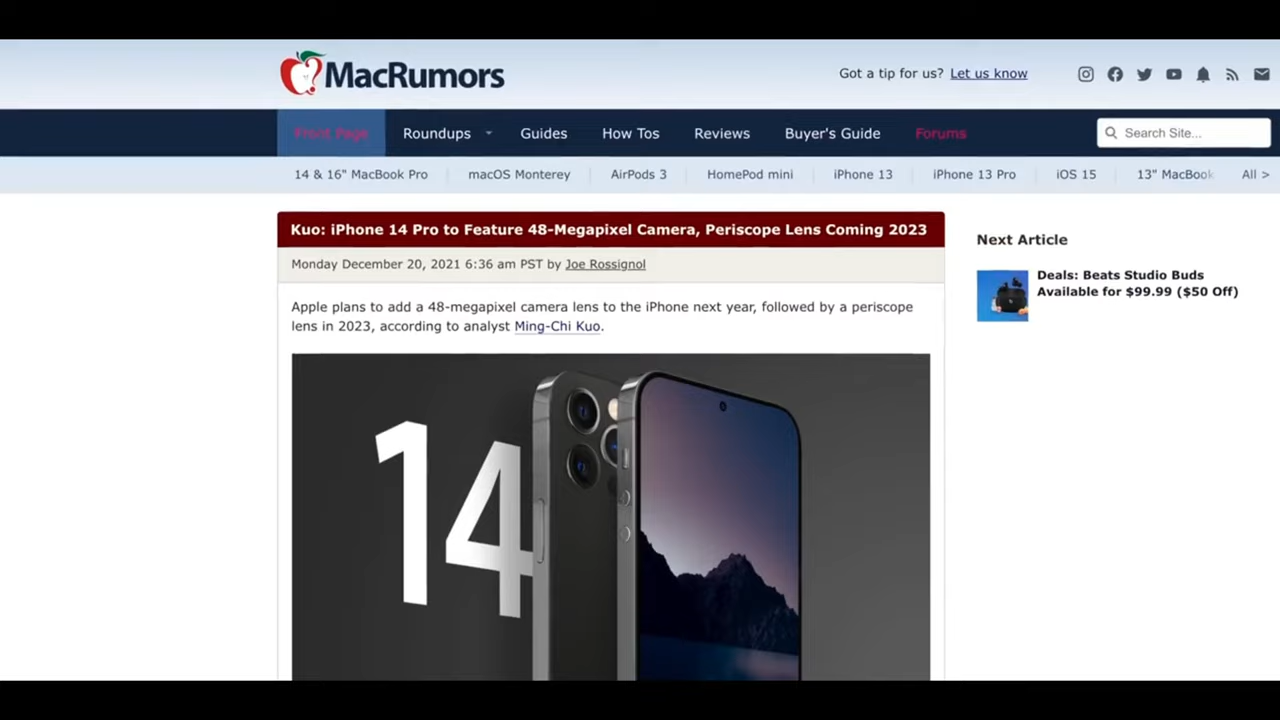 MacRumors
Got a tip for us? Let us know
Front Page Roundups Guides How Tos Reviews Buyer's Guide Forums Search Site...
14 & 16" MacBook Pro macOS Monterey AirPods 3 HomePod mini iPhone 13 iPhone 13 Pro iOS 15 13" MacBook All >
Kuo: iPhone 14 Pro to Feature 48-Megapixel Camera, Periscope Lens Coming 2023
Monday December 20, 2021 6:36 am PST by Joe Rossignol
Apple plans to add a 48-megapixel camera lens to the iPhone next year, followed by a periscope
lens in 2023, according to analyst Ming-Chi Kuo.
14
Next Article
Deals: Beats Studio Buds
Available for $99.99 ($50 Off)